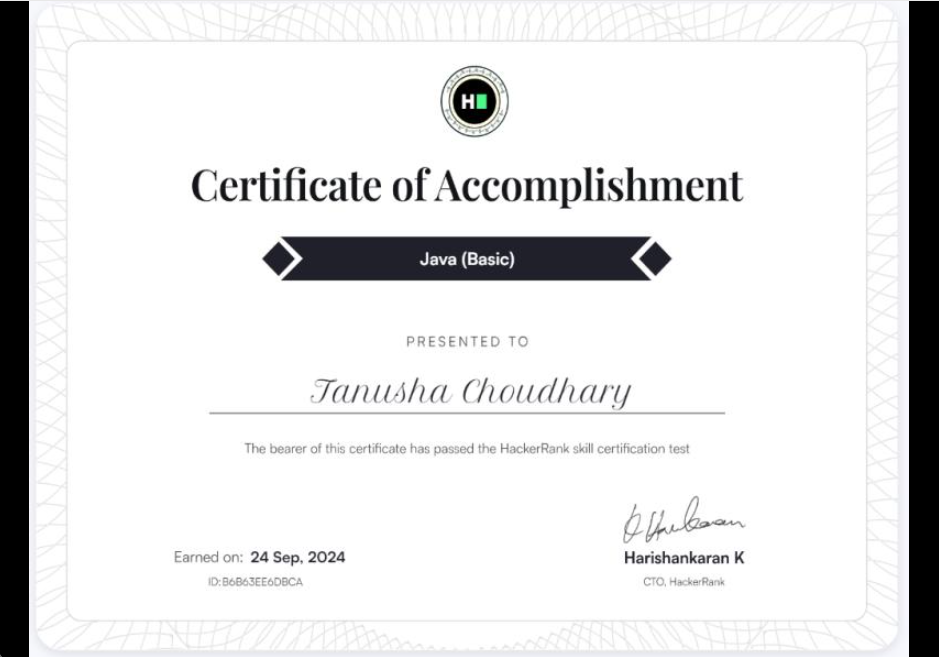 H
Certificate of Accomplishment
Java (Basic)
PRESENTED TO
Tanusha Choudhary
The bearer of this certificate has passed the HackerRank skill certification test
Earned on: 24 Sep, 2024
ID:B6B63EE6DBCA
Harishankaran K
CTO, HackerRank